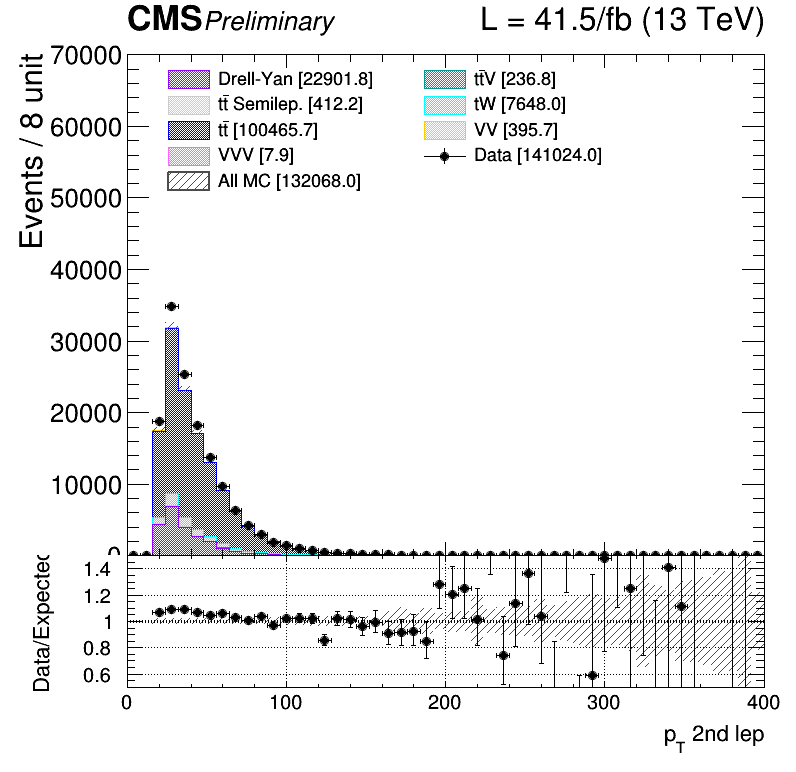 CMS Preliminary L = 41.5/fb (13 TeV)
Events / 8 unit
70000
60000
50000
40000
30000
20000
10000
0
Drell-Yan [22901.8]
tt̄ Semilep. [412.2]
tt̄ [100465.7]
VVV [7.9]
All MC [132068.0]
tt̄V [236.8]
tW [7648.0]
VV [395.7]
Data [141024.0]
Data/Expected
1.4
1.2
1
0.8
0.6
0 100 200 300 400
p_T 2nd lep